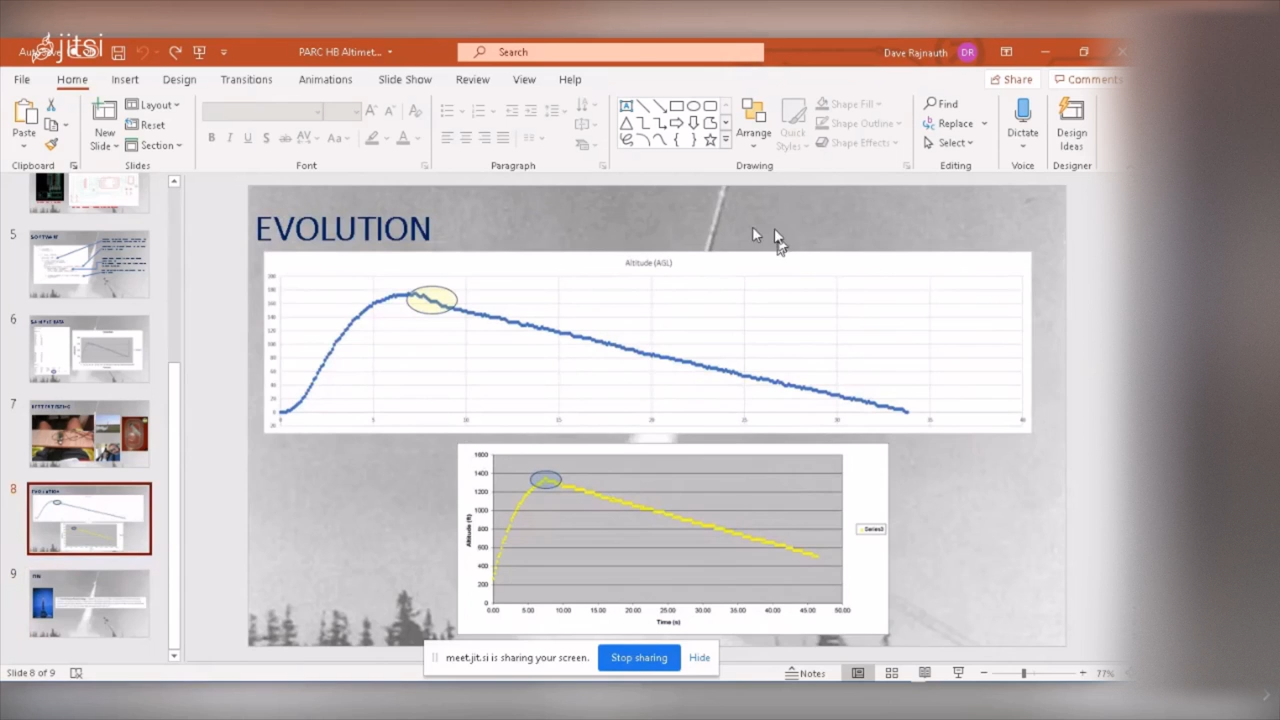 jitsi
PARC HB Altimet...
Search
Dave Rajnauth
DR
File Home Insert Design Transitions Animations Slide Show Review View Help
Share Comments
Paste
New
Slide
Layout
Reset
Section
Arrange
Quick
Styles
Shape Fill
Shape Outline
Shape Effects
Find
Replace
Select
Dictate
Design
Ideas
Clipboard Slides Font Paragraph Drawing Editing Voice Designer
5
6
7
8
9
EVOLUTION
Altitude (AGL)
1600
1400
1200
1000
800
600
400
200
0
Altitude (ft)
0.00 5.00 10.00 15.00 20.00 25.00 30.00 35.00 40.00 45.00 50.00
Time (s)
Series3
meet.jit.si is sharing your screen. Stop sharing Hide
Slide 8 of 9
Notes
77%